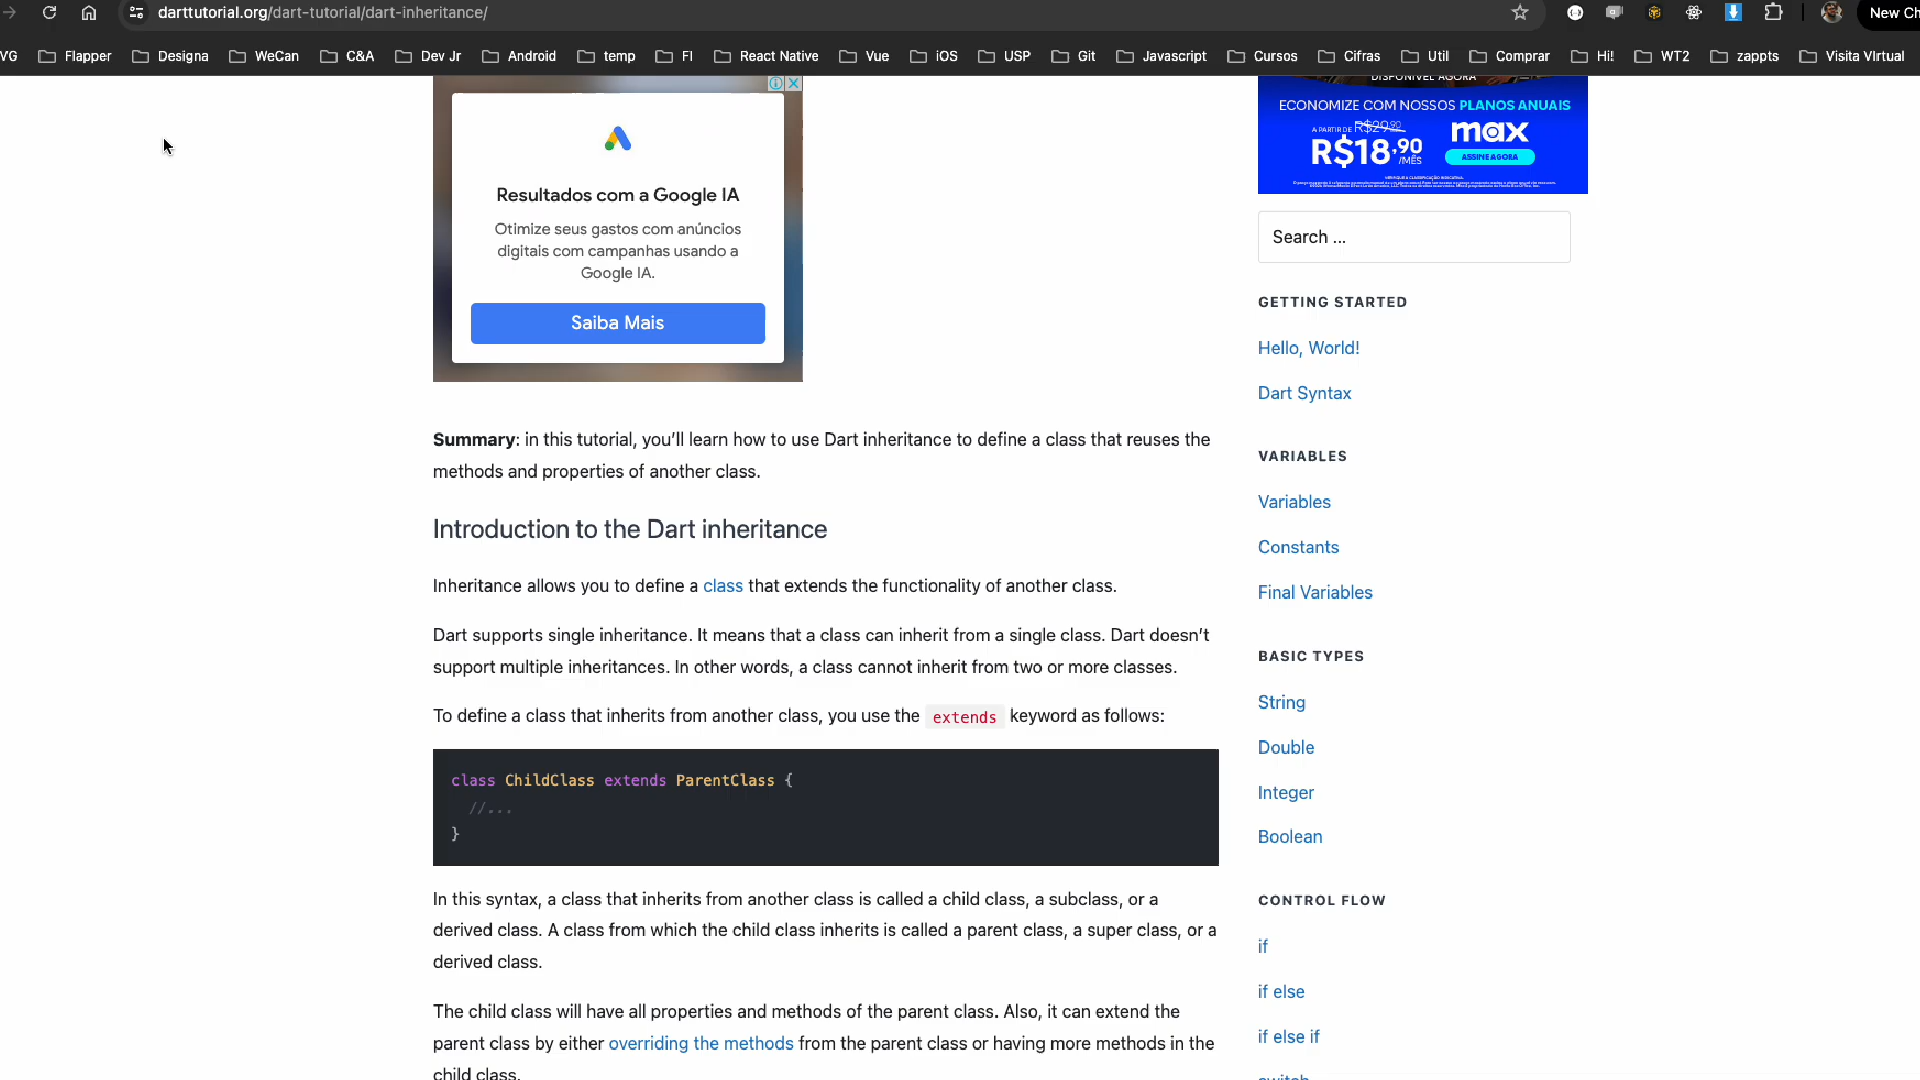 darttutorial.org/dart-tutorial/dart-inheritance/
New Ch
VG Flapper Designa WeCan C&A Dev Jr Android temp FI React Native Vue iOS USP Git Javascript Cursos Cifras Util Comprar Hi! WT2 zappts Visita VIrtual
Resultados com a Google IA
Otimize seus gastos com anúncios
digitais com campanhas usando a
Google IA.
Saiba Mais
Summary: in this tutorial, you'll learn how to use Dart inheritance to define a class that reuses the
methods and properties of another class.
Introduction to the Dart inheritance
Inheritance allows you to define a class that extends the functionality of another class.
Dart supports single inheritance. It means that a class can inherit from a single class. Dart doesn't
support multiple inheritances. In other words, a class cannot inherit from two or more classes.
To define a class that inherits from another class, you use the extends keyword as follows:
class ChildClass extends ParentClass {
//...
}
In this syntax, a class that inherits from another class is called a child class, a subclass, or a
derived class. A class from which the child class inherits is called a parent class, a super class, or a
derived class.
The child class will have all properties and methods of the parent class. Also, it can extend the
parent class by either overriding the methods from the parent class or having more methods in the
child class.
DISPONÍVEL AGORA
ECONOMIZE COM NOSSOS PLANOS ANUAIS
A PARTIR DE R$29,90
R$18,90 /MÊS
max
ASSINE AGORA
Search ...
GETTING STARTED
Hello, World!
Dart Syntax
VARIABLES
Variables
Constants
Final Variables
BASIC TYPES
String
Double
Integer
Boolean
CONTROL FLOW
if
if else
if else if
switch